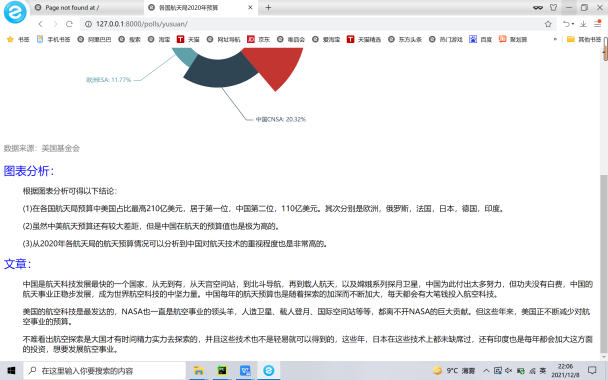 Page not found at /
各国航天局2020年预算
127.0.0.1:8000/polls/yusuan/
书签 手机书签 阿里巴巴 搜索 淘宝 天猫 网址导航 京东 唯品会 爱淘宝 天猫精选 东方头条 热门游戏 百度 聚划算 » 其他书签
欧洲ESA: 11.77%
中国CNSA: 20.32%
数据来源：美国基金会
图表分析：
根据图表分析可得以下结论：
(1)在各国航天局预算中美国占比最高210亿美元，居于第一位，中国第二位，110亿美元。其次分别是欧洲，俄罗斯，法国，日本，德国，印度。
(2)虽然中美航天预算还有较大差距，但是中国在航天的预算值也是极为高的。
(3)从2020年各航天局的航天预算情况可以分析到中国对航天技术的重视程度也是非常高的。
文章：
中国是航天科技发展最快的一个国家，从无到有，从天宫空间站，到北斗导航，再到载人航天，以及嫦娥系列探月卫星，中国为此付出太多努力，但功夫没有白费，中国的
航天事业正稳步发展，成为世界航空科技的中坚力量。中国每年的航天预算也是随着探索的加深而不断加大，每天都会有大笔钱投入航空科技。
美国的航空科技是最发达的，NASA也一直是航空事业的领头羊，人造卫星、载人登月、国际空间站等等，都离不开NASA的巨大贡献。但这些年来，美国正不断减少对航
空事业的预算。
不难看出航空探索是大国才有时间精力实力去探索的，并且这些技术也不是轻易就可以得到的，这些年，日本在这些技术上都未缺席过，还有印度也是每年都会加大这方面
的投资，想要发展航空事业。
在这里输入你要搜索的内容
9°C 薄雾
英
22:06
2021/12/8